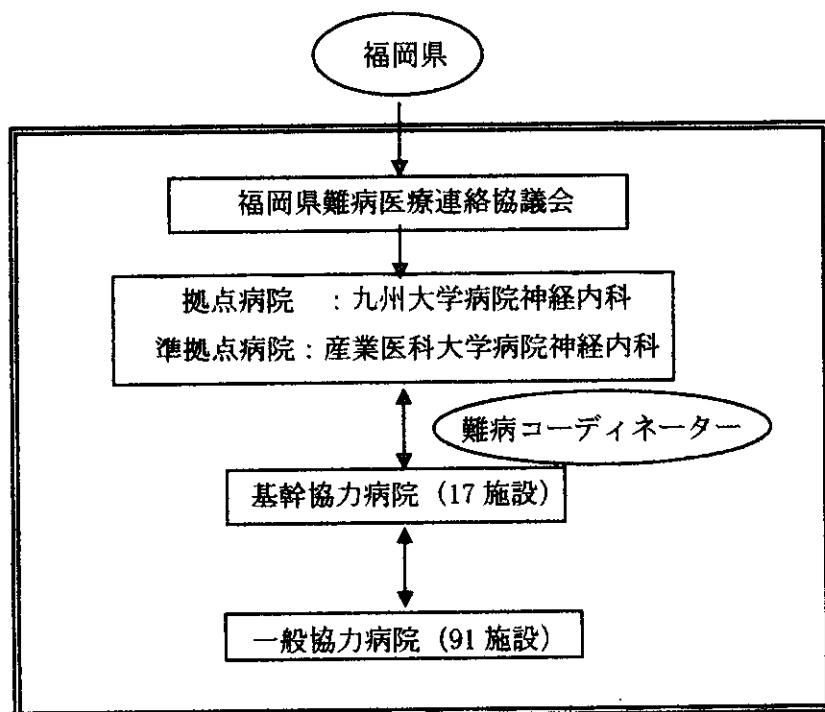 福岡県
福岡県難病医療連絡協議会
拠点病院 :九州大学病院神経内科
準拠点病院:産業医科大学病院神経内科
難病コーディネーター
基幹協力病院(17 施設)
一般協力病院(91 施設)